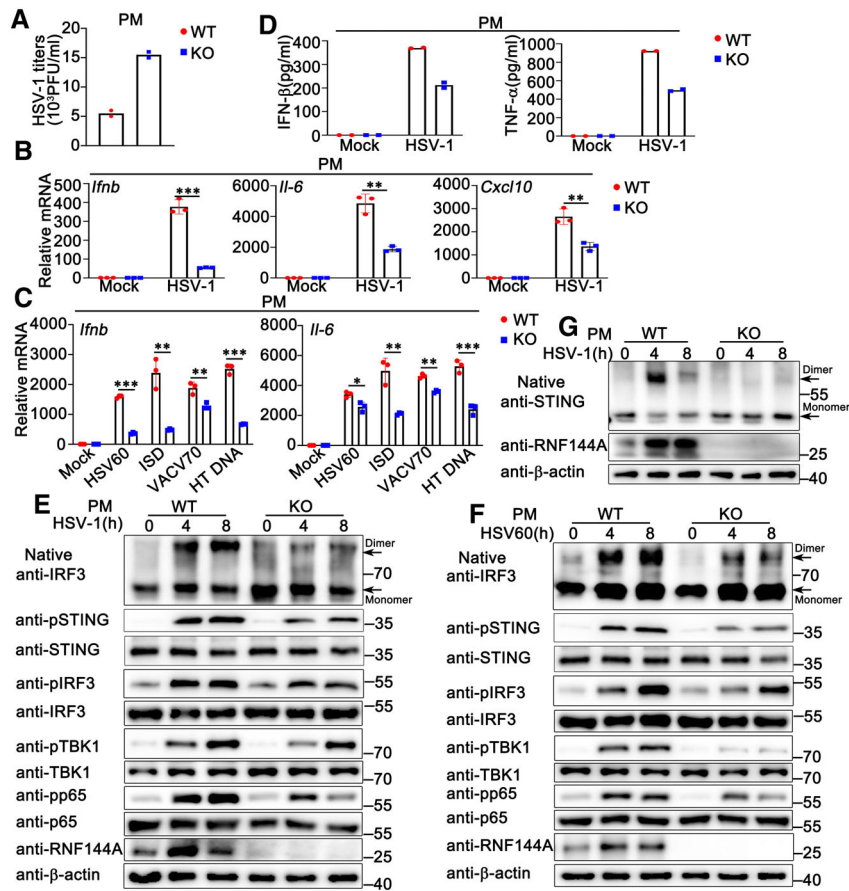 A
PM
WT
KO
HSV-1 titers
(10³PFU/ml)
20
15
10
5
0
D
PM
WT
KO
IFN-β(pg/ml)
400
300
200
100
0
Mock HSV-1
TNF-α(pg/ml)
1000
800
600
400
200
0
Mock HSV-1
B
PM
WT
KO
Relative mRNA
Ifnb
500
400
300
200
100
0
***
Mock HSV-1
Il-6
6000
4000
2000
0
**
Mock HSV-1
Cxcl10
4000
3000
2000
1000
0
**
Mock HSV-1
C
PM
WT
KO
Relative mRNA
Ifnb
4000
3000
2000
1000
0
*** ** ** ***
Mock HSV60 ISD VACV70 HT DNA
Il-6
8000
6000
4000
2000
0
* ** ** ***
Mock HSV60 ISD VACV70 HT DNA
G
PM WT KO
HSV-1(h) 0 4 8 0 4 8
Native
anti-STING
Dimer
55
Monomer
anti-RNF144A
25
anti-β-actin
40
E
PM WT KO
HSV-1(h) 0 4 8 0 4 8
Native
anti-IRF3
Dimer
70
Monomer
anti-pSTING
35
anti-STING
35
anti-pIRF3
55
anti-IRF3
55
anti-pTBK1
70
anti-TBK1
70
anti-pp65
55
anti-p65
55
anti-RNF144A
25
anti-β-actin
40
F
PM WT KO
HSV60(h) 0 4 8 0 4 8
Native
anti-IRF3
Dimer
70
Monomer
anti-pSTING
35
anti-STING
35
anti-pIRF3
55
anti-IRF3
55
anti-pTBK1
70
anti-TBK1
70
anti-pp65
55
anti-p65
55
anti-RNF144A
25
anti-β-actin
40